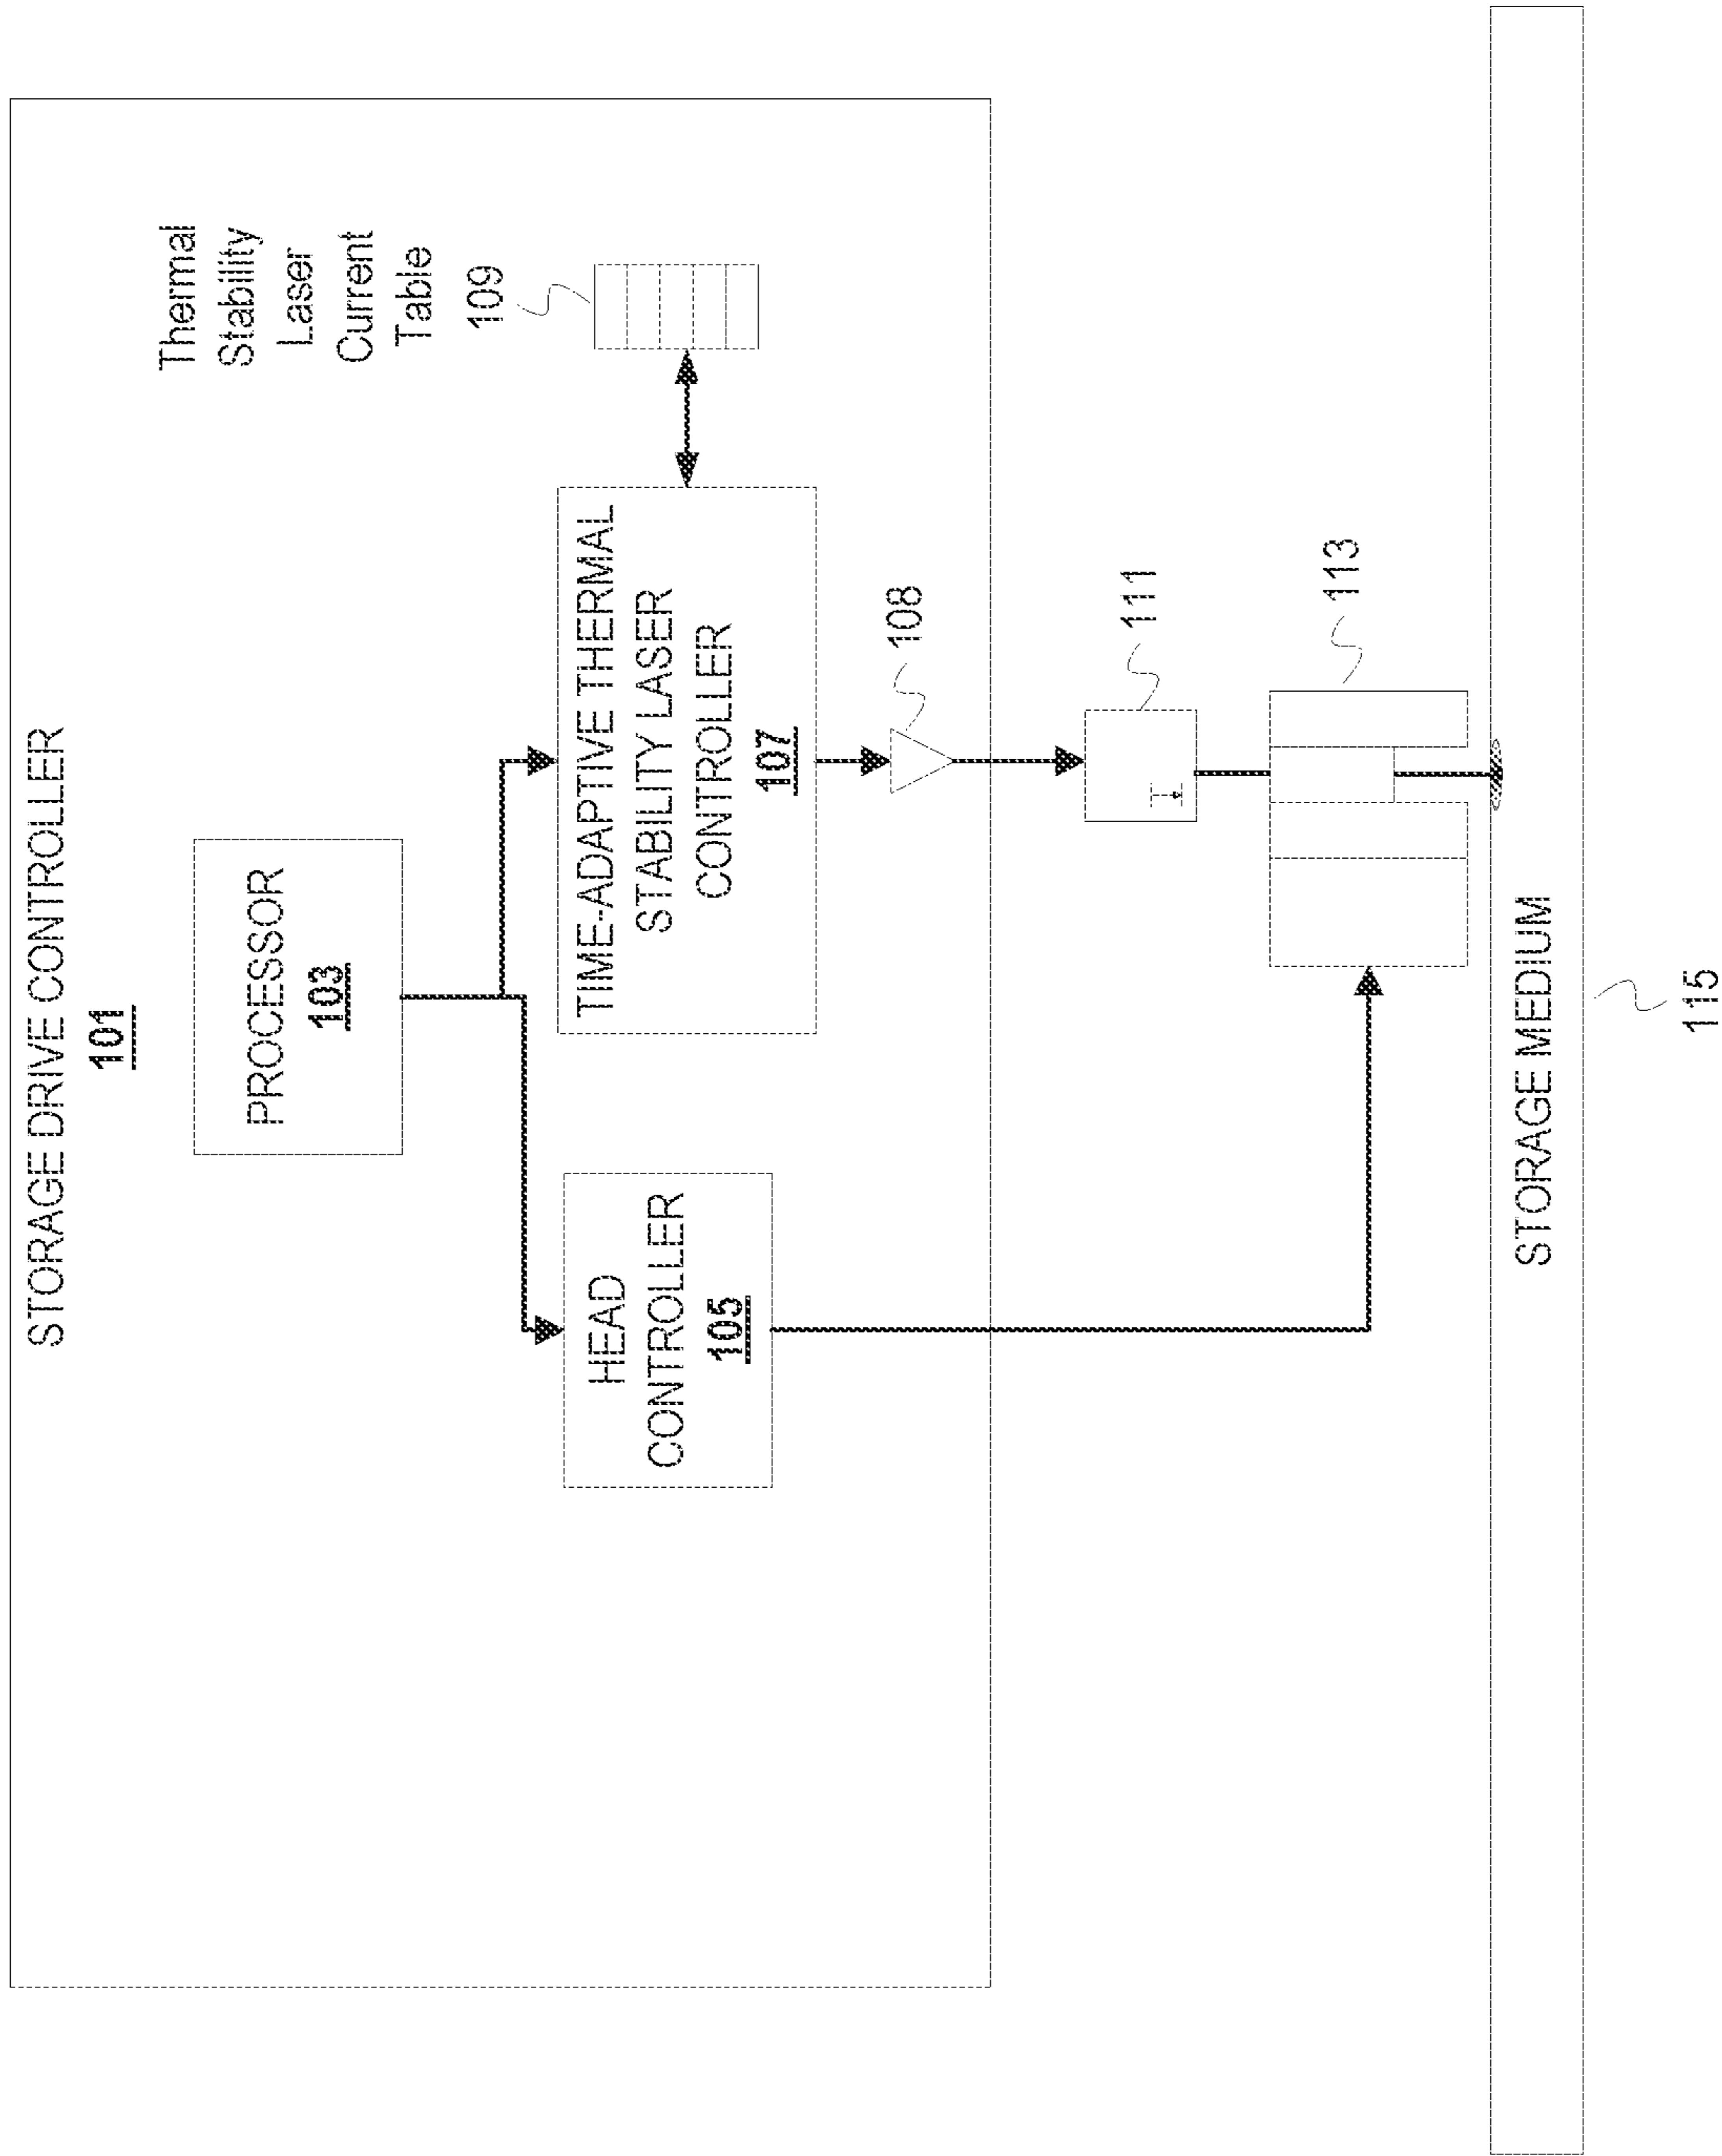 STORAGE DRIVE CONTROLLER
101
PROCESSOR
103
Thermal
Stability
Laser
Current
Table
109
HEAD
CONTROLLER
105
TIME-ADAPTIVE THERMAL
STABILITY LASER
CONTROLLER
107
108
111
113
STORAGE MEDIUM
115